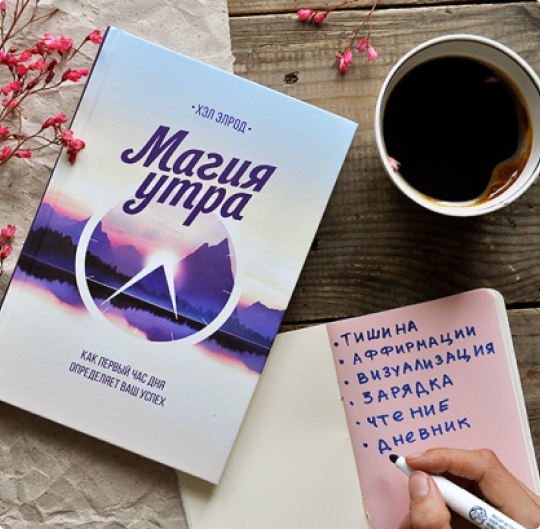 · ХЭЛ ЭЛРОД ·
Магия
утра
КАК ПЕРВЫЙ ЧАС ДНЯ
ОПРЕДЕЛЯЕТ ВАШ УСПЕХ
· ТИШИНА
· АФФИРМАЦИИ
· ВИЗУАЛИЗАЦИЯ
· ЗАРЯДКА
· ЧТЕНИЕ
· ДНЕВНИК